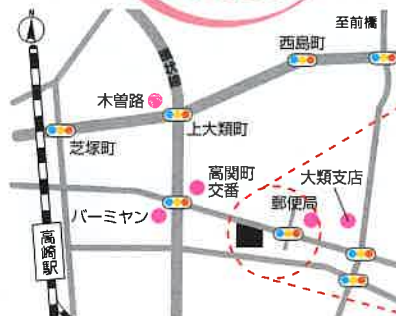 至前橋
西島町
環状線
木曽路
上大類町
芝塚町
高関町
交番
大類支店
郵便局
バーミヤン
高崎駅